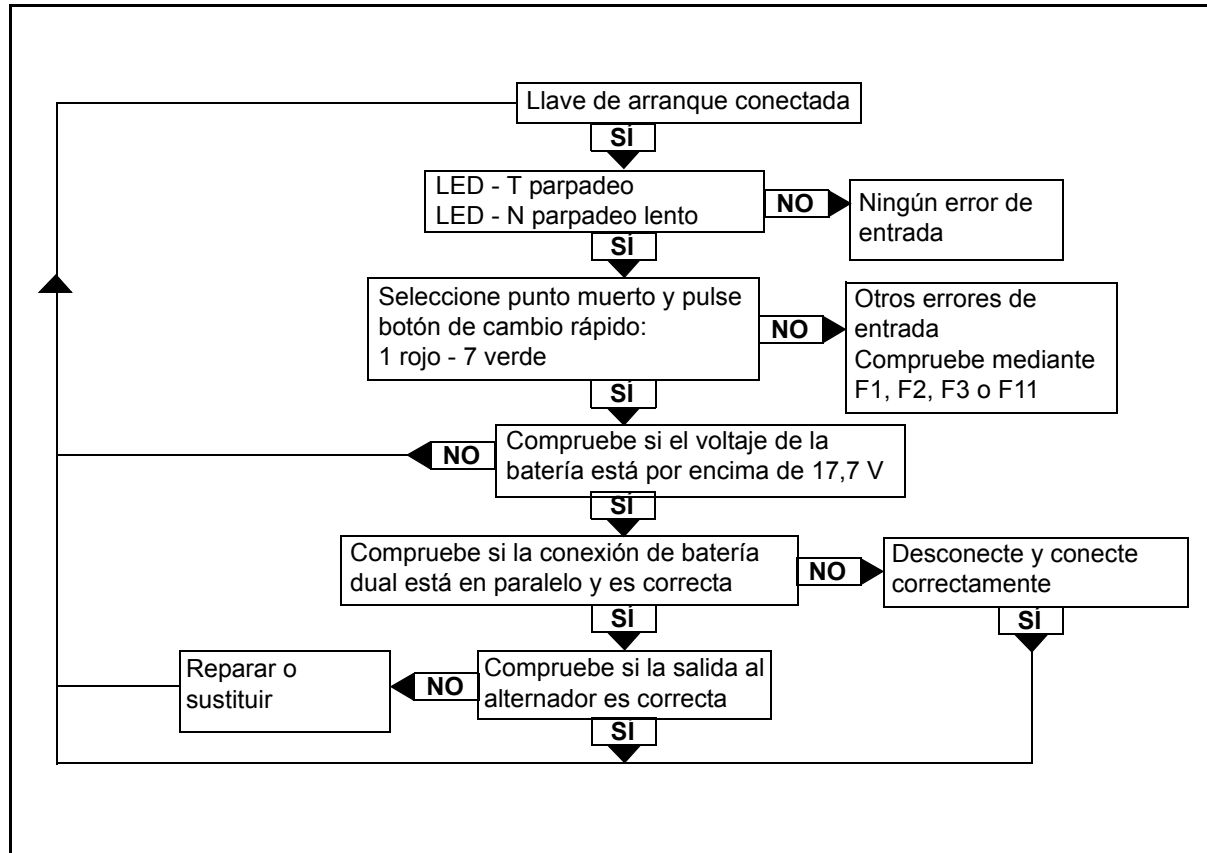 Llave de arranque conectada
SÍ
LED - T parpadeo
LED - N parpadeo lento
NO
Ningún error de
entrada
SÍ
Seleccione punto muerto y pulse
botón de cambio rápido:
1 rojo - 7 verde
NO
Otros errores de
entrada
Compruebe mediante
F1, F2, F3 o F11
SÍ
NO
Compruebe si el voltaje de la
batería está por encima de 17,7 V
SÍ
Compruebe si la conexión de batería
dual está en paralelo y es correcta
NO
Desconecte y conecte
correctamente
SÍ
SÍ
Reparar o
sustituir
NO
Compruebe si la salida al
alternador es correcta
SÍ